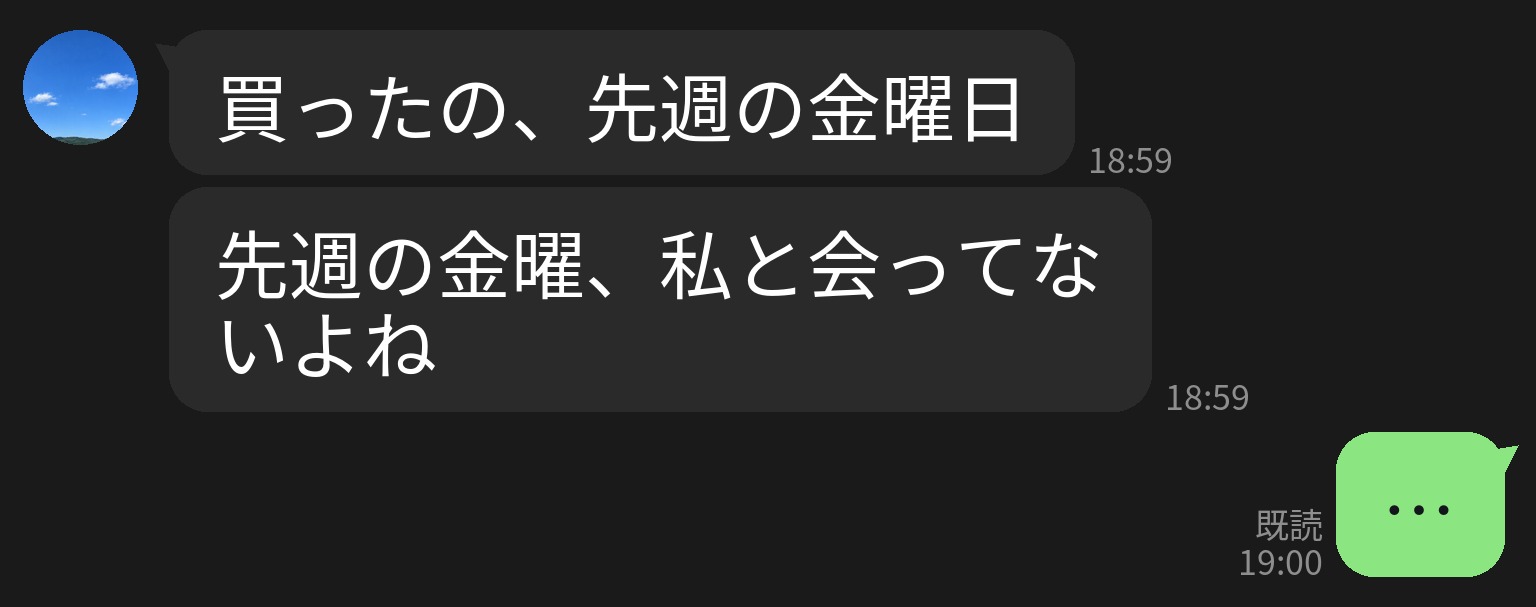 買ったの、先週の金曜日
18:59
先週の金曜、私と会ってな
いよね
18:59
...
既読
19:00